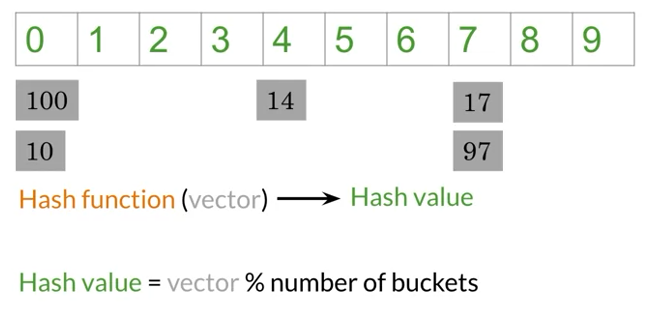 0 1 2 3 4 5 6 7 8 9
100 14 17
10 97
Hash function (vector) ⟶ Hash value
Hash value = vector % number of buckets